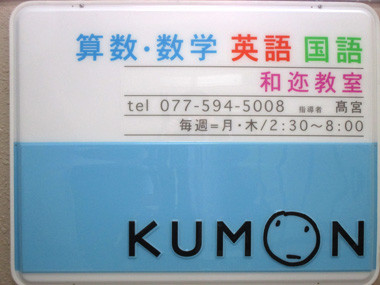 算数・数学 英語 国語
和迩教室
tel 077-594-5008 指導者 髙宮
毎週=月・木/2:30~8:00
KUMON